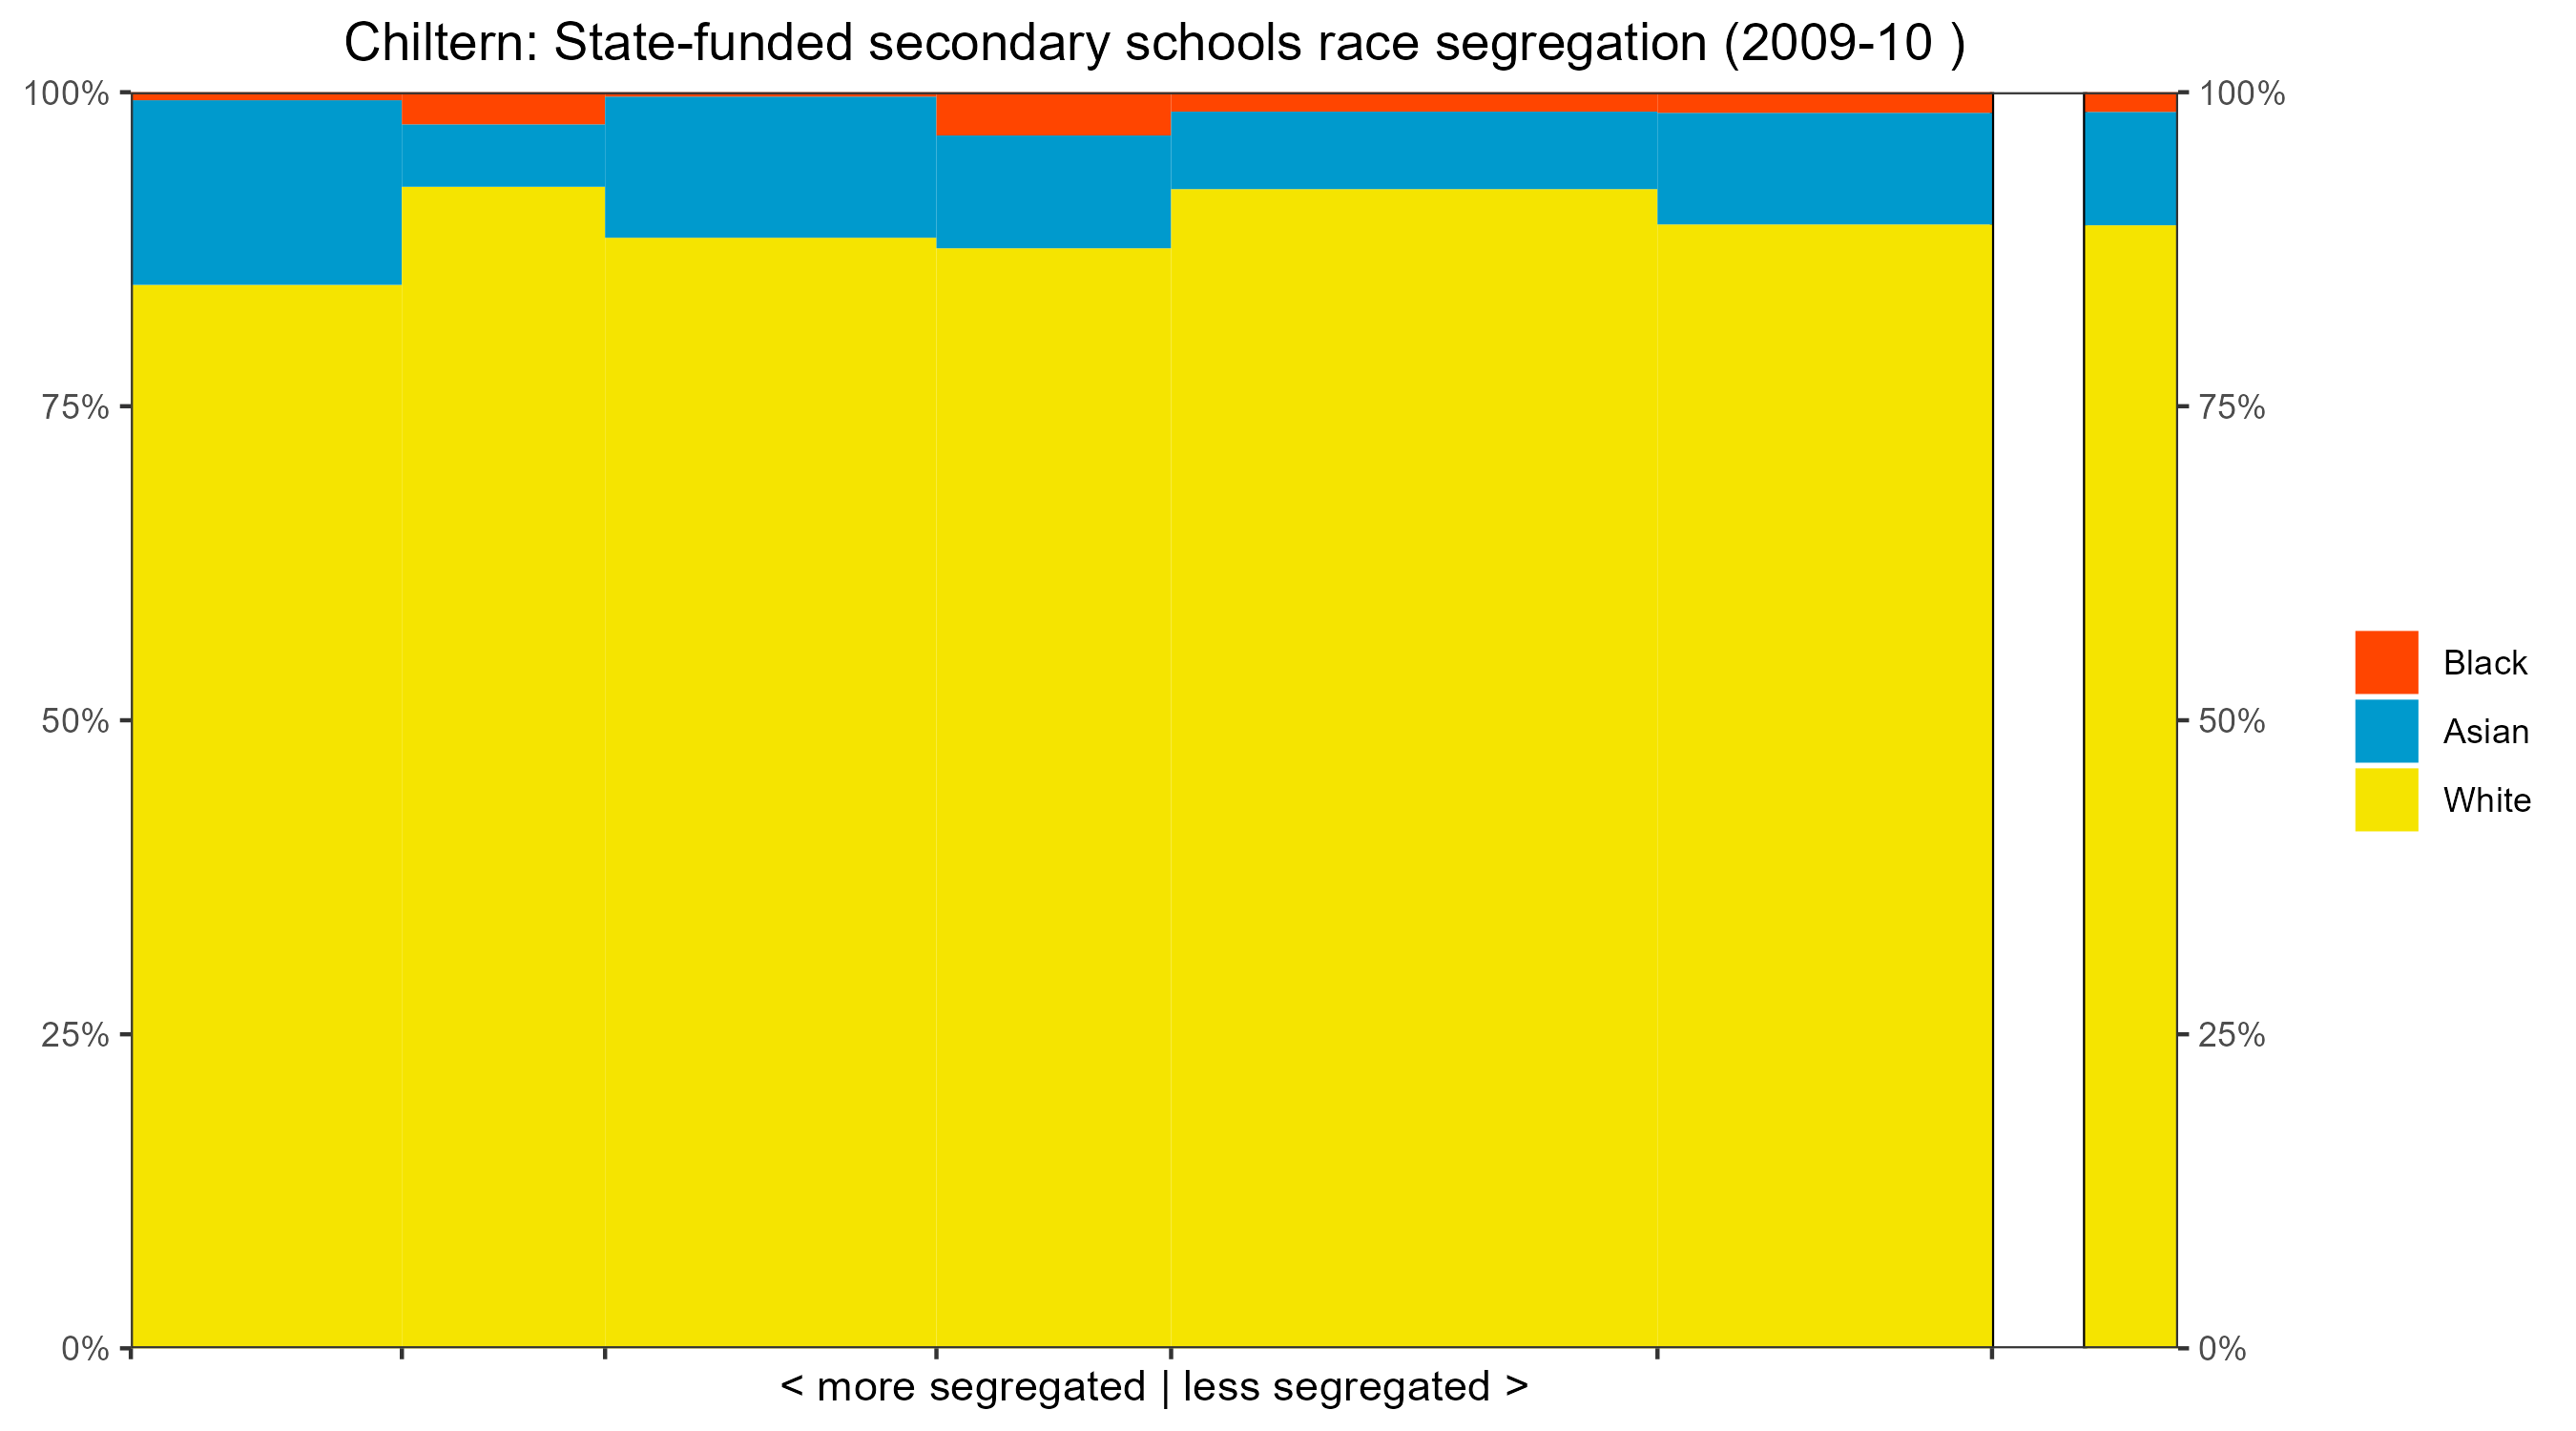 Chiltern: State-funded secondary schools race segregation (2009-10 )
100%
75%
50%
25%
0%
100%
75%
50%
25%
0%
< more segregated | less segregated >
Black
Asian
White